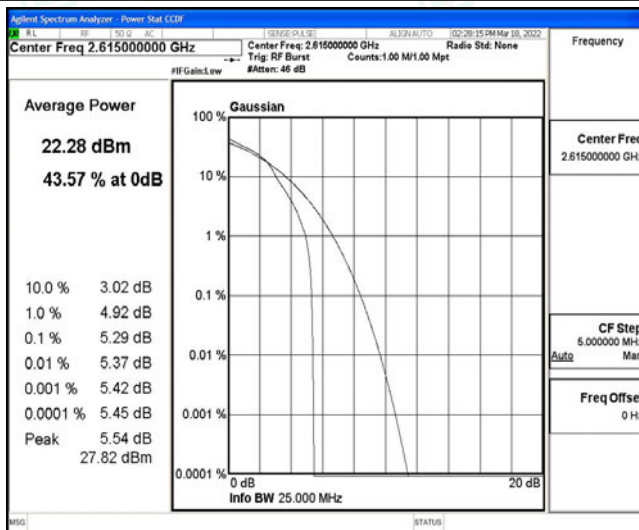 Agilent Spectrum Analyzer - Power Stat CCDF
RL RF 50 Ω AC SENSE:PULSE ALIGN AUTO 02:28:15 PM Mar 18, 2022
Center Freq 2.615000000 GHz
Center Freq: 2.615000000 GHz Radio Std: None
Trig: RF Burst Counts:1.00 M/1.00 Mpt
#IFGain:Low #Atten: 46 dB
Frequency
Average Power
22.28 dBm
43.57 % at 0dB
10.0 % 3.02 dB
1.0 % 4.92 dB
0.1 % 5.29 dB
0.01 % 5.37 dB
0.001 % 5.42 dB
0.0001 % 5.45 dB
Peak 5.54 dB
27.82 dBm
Gaussian
100 %
10 %
1 %
0.1 %
0.01 %
0.001 %
0.0001 %
0 dB 20 dB
Info BW 25.000 MHz
Center Freq
2.615000000 GHz
CF Step
5.000000 MHz
Auto Man
Freq Offse
0 Hz
MSG STATUS